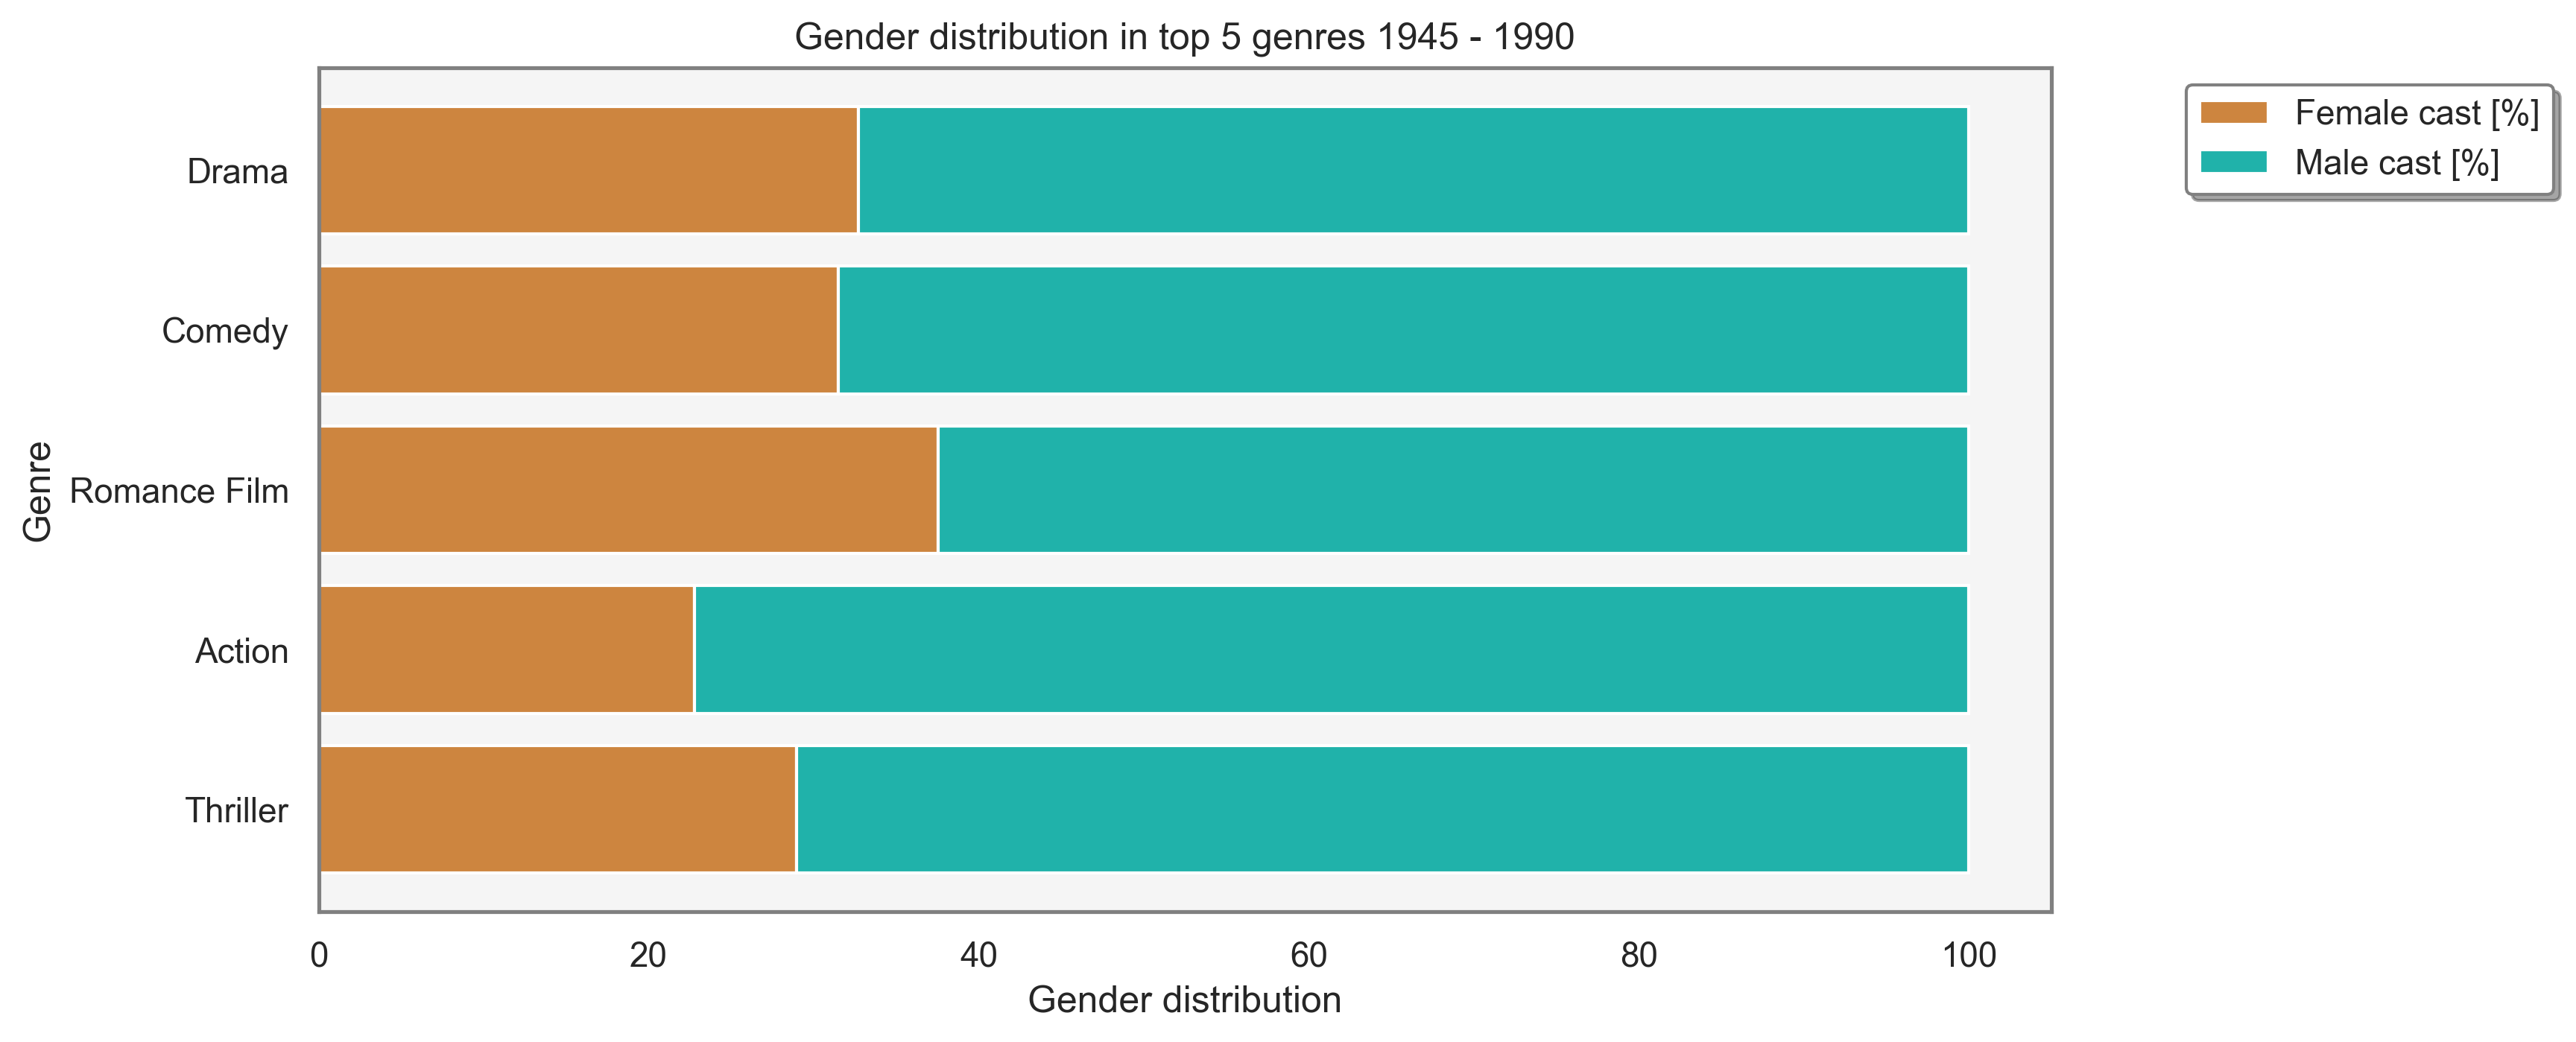 Gender distribution in top 5 genres 1945 - 1990
Female cast [%]
Male cast [%]
Genre
Drama
Comedy
Romance Film
Action
Thriller
0 20 40 60 80 100
Gender distribution